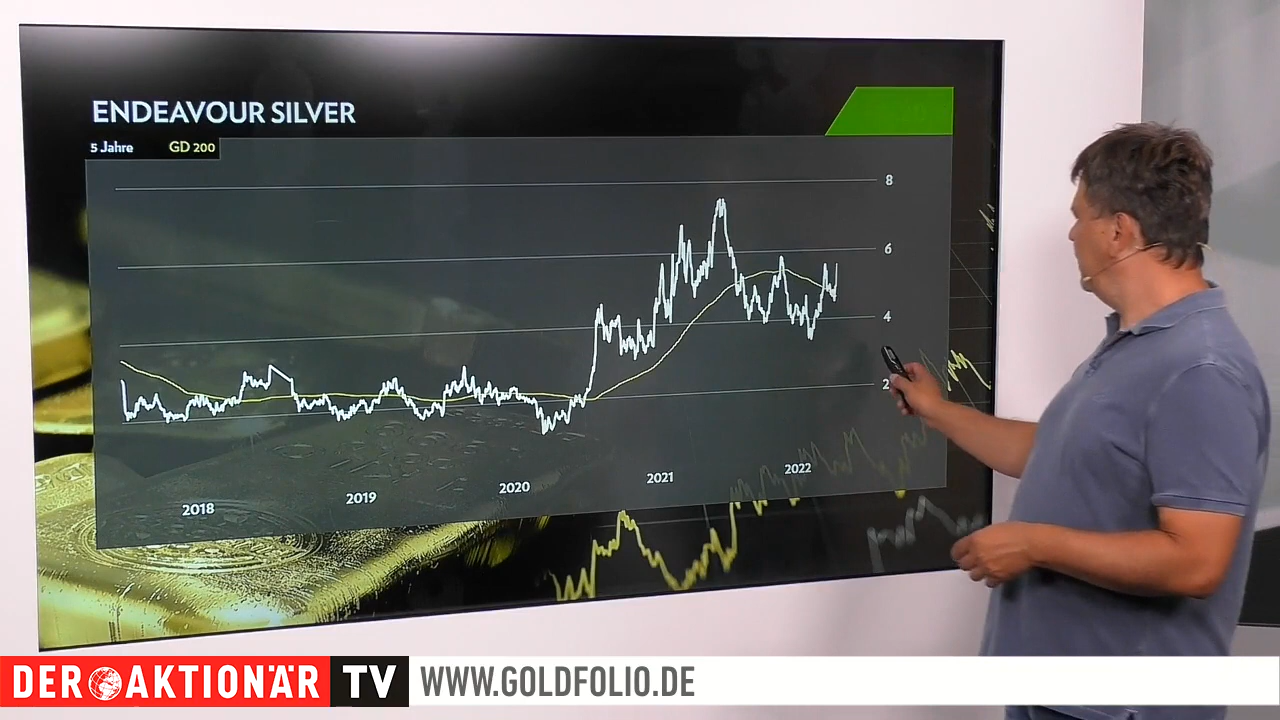 ENDEAVOUR SILVER
5 Jahre GD 200
8
6
4
2
2018 2019 2020 2021 2022
DER AKTIONÄR TV WWW.GOLDFOLIO.DE